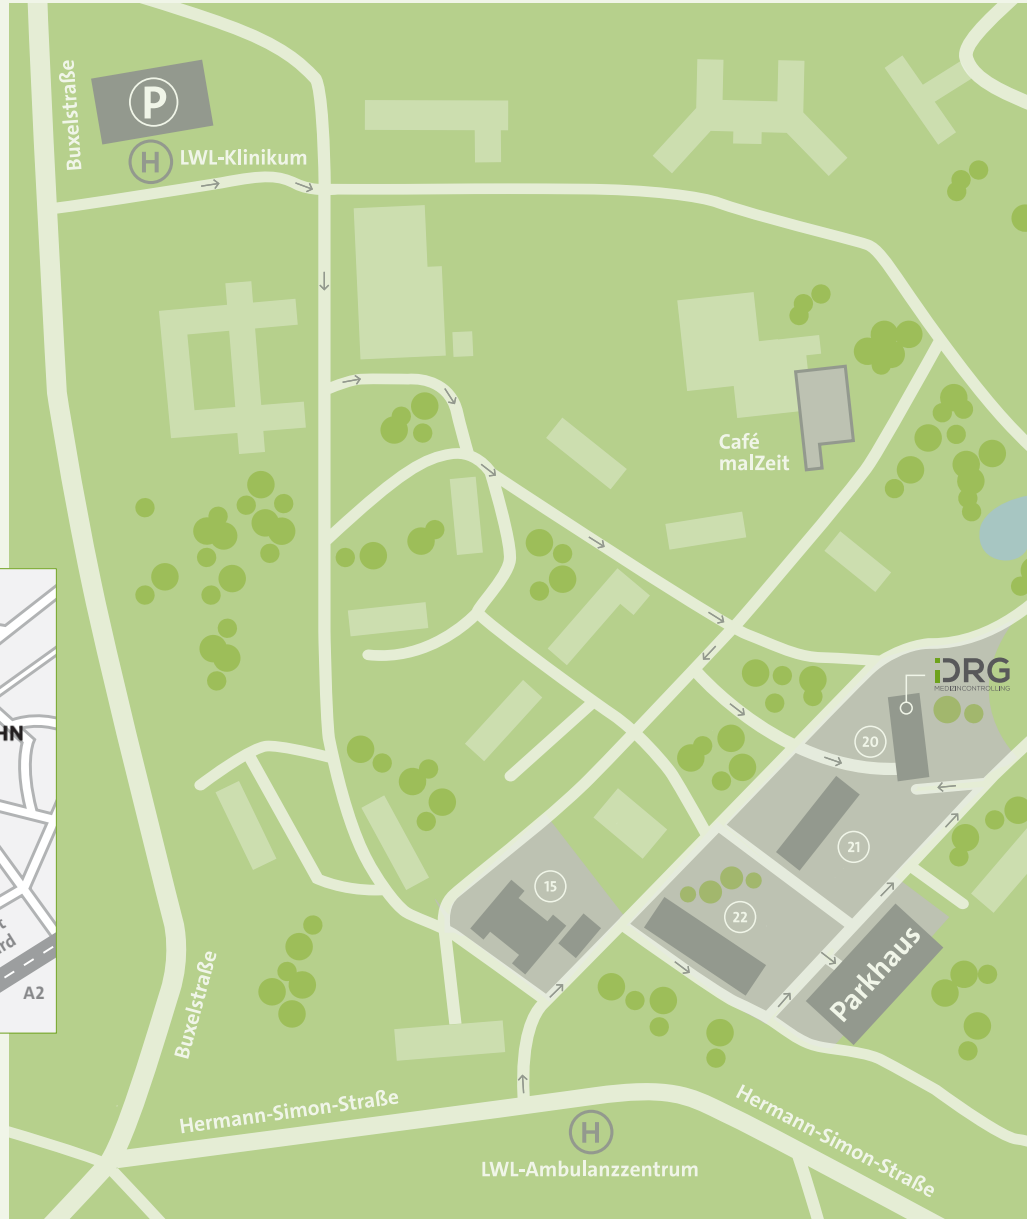 Buxelstraße
P
H
LWL-Klinikum
Café
malZeit
iDRG
MEDIZINCONTROLLING
20
21
15
22
Parkhaus
HN
t
rd
A2
Buxelstraße
Hermann-Simon-Straße
Hermann-Simon-Straße
H
LWL-Ambulanzzentrum